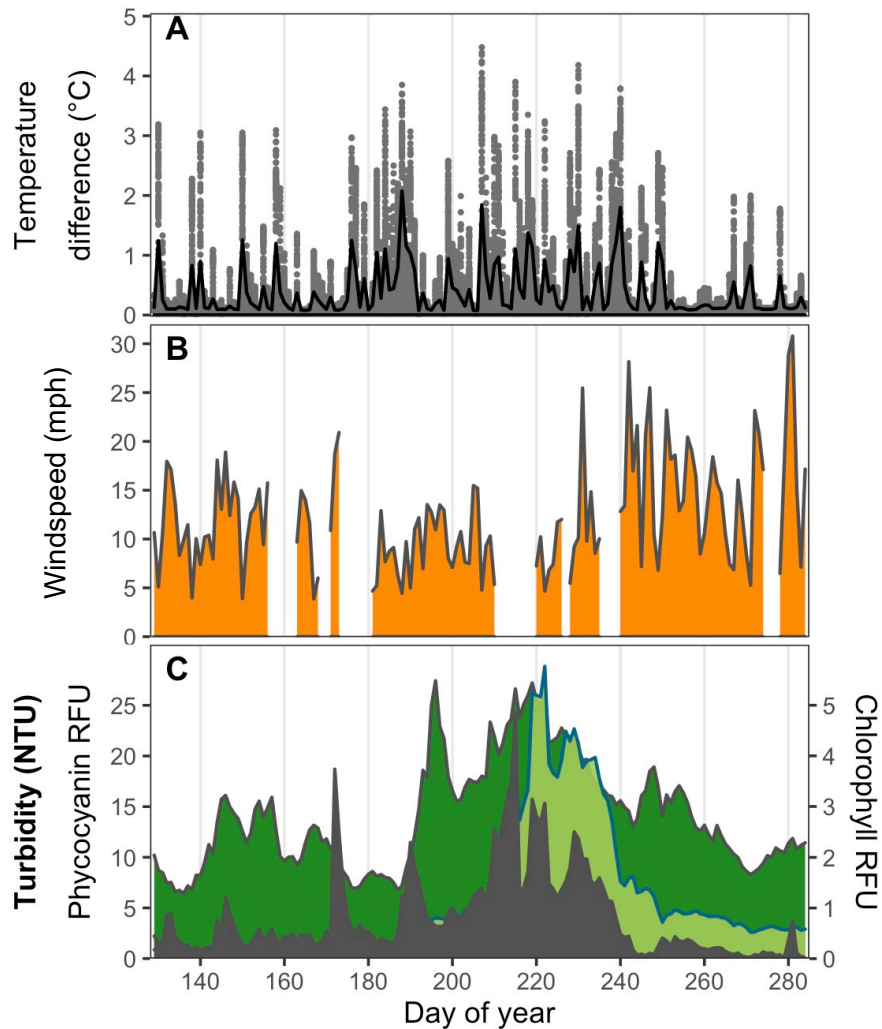 A
Temperature
difference (°C)
5
4
3
2
1
0
B
Windspeed (mph)
30
25
20
15
10
5
0
C
Turbidity (NTU)
Phycocyanin RFU
25
20
15
10
5
0
5
4
3
2
1
0
Chlorophyll RFU
140 160 180 200 220 240 260 280
Day of year